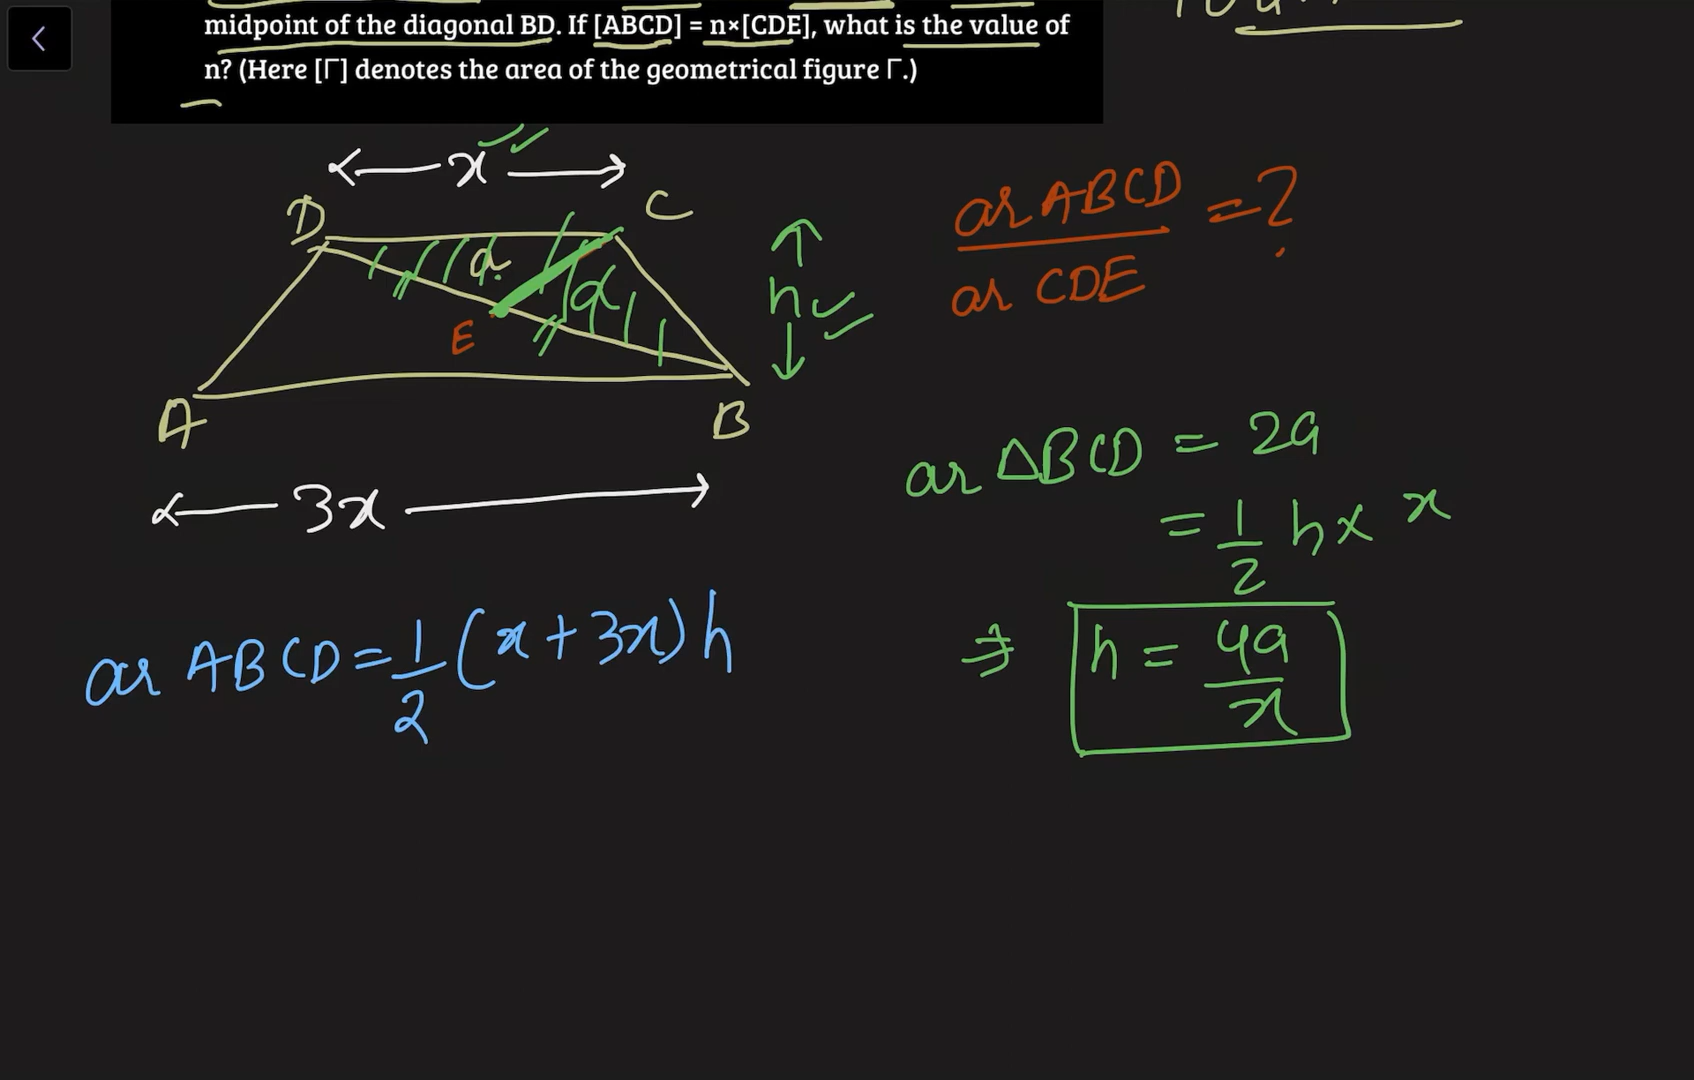 midpoint of the diagonal BD. If [ABCD] = n×[CDE], what is the value of
n? (Here [Γ] denotes the area of the geometrical figure Γ.)
x
D
C
a
a
h
E
A
B
3x
ar ABCD = ?
ar CDE
ar △BCD = 2a
= 1/2 h × x
⇒ h = 4a/x
ar ABCD = 1/2 (x + 3x) h